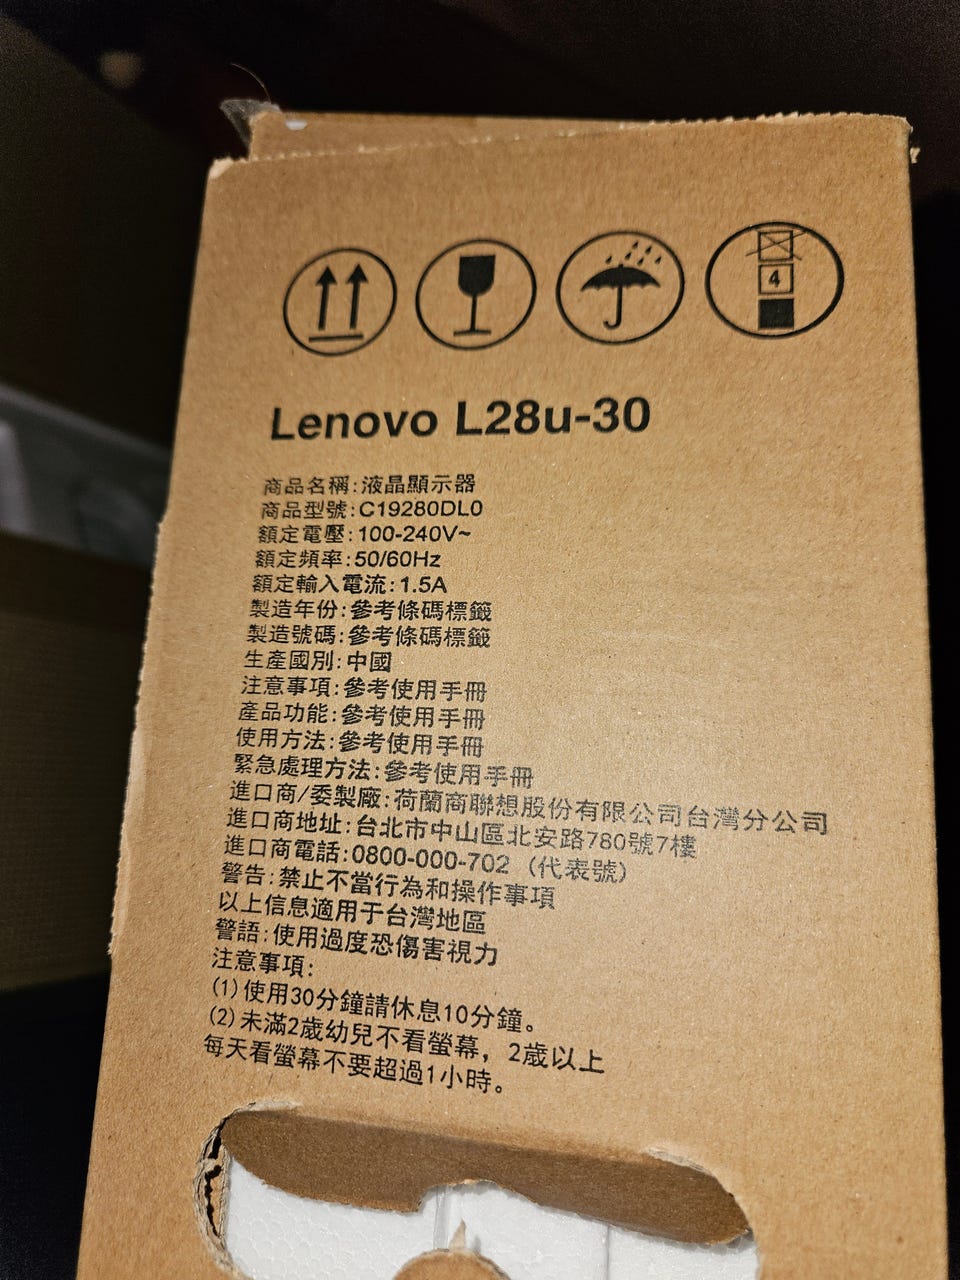 4
Lenovo L28u-30
商品名稱:液晶顯示器
商品型號:C19280DL0
額定電壓:100-240V~
額定頻率:50/60Hz
額定輸入電流:1.5A
製造年份:參考條碼標籤
製造號碼:參考條碼標籤
生產國別:中國
注意事項:參考使用手冊
產品功能:參考使用手冊
使用方法:參考使用手冊
緊急處理方法:參考使用手冊
進口商/委製廠:荷蘭商聯想股份有限公司台灣分公司
進口商地址:台北市中山區北安路780號7樓
進口商電話:0800-000-702 (代表號)
警告:禁止不當行為和操作事項
以上信息適用于台灣地區
警語:使用過度恐傷害視力
注意事項:
(1)使用30分鐘請休息10分鐘。
(2)未滿2歲幼兒不看螢幕，2歲以上
每天看螢幕不要超過1小時。